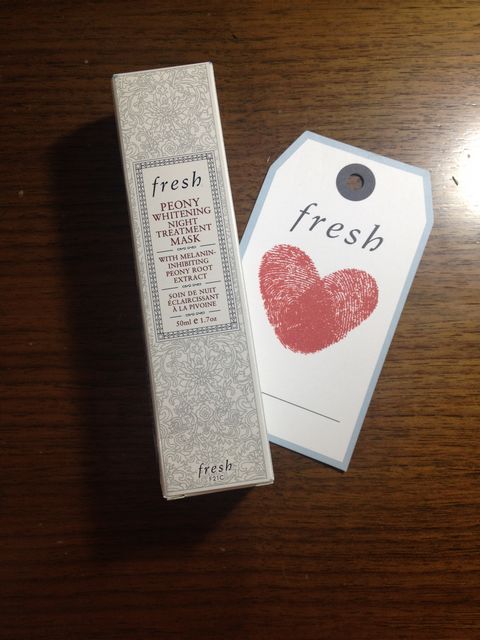 fresh
PEONY
WHITENING
NIGHT
TREATMENT
MASK
WITH MELANIN-
INHIBITING
PEONY ROOT
EXTRACT
SOIN DE NUIT
ÉCLAIRCISSANT
À LA PIVOINE
50ml e 1.7oz
fresh
F21C
fresh